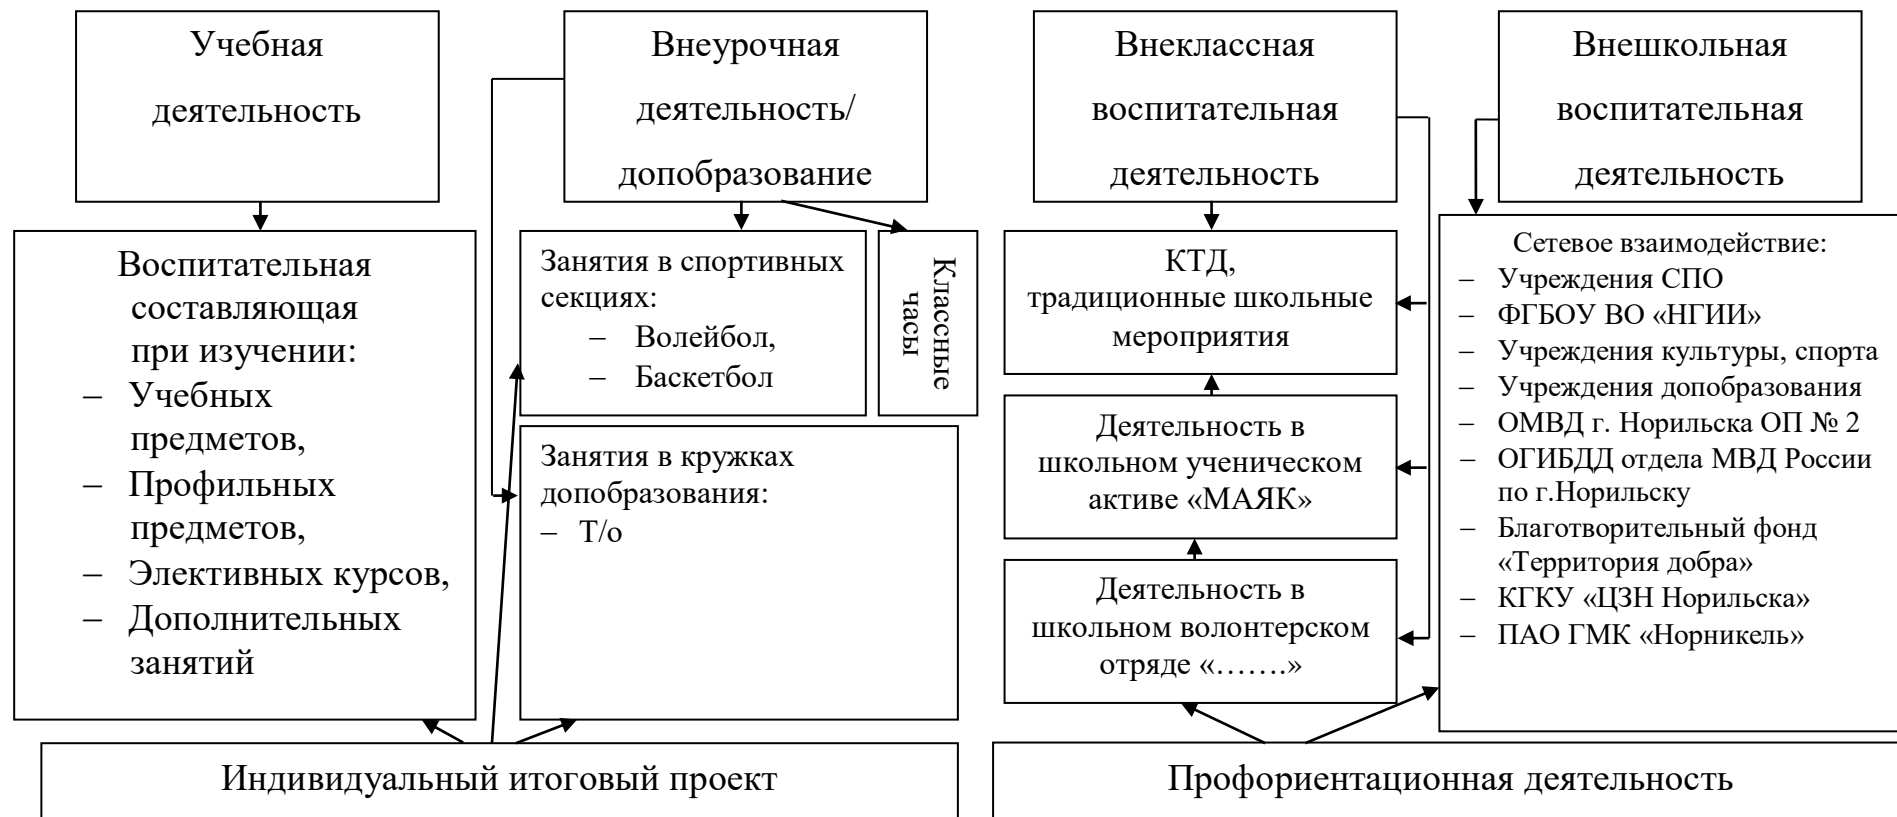 Учебная
деятельность
Внеурочная
деятельность/
допобразование
Внеклассная
воспитательная
деятельность
Внешкольная
воспитательная
деятельность
Воспитательная
составляющая
при изучении:
– Учебных
предметов,
– Профильных
предметов,
– Элективных курсов,
– Дополнительных
занятий
Занятия в спортивных
секциях:
– Волейбол,
– Баскетбол
Классные
часы
Занятия в кружках
допобразования:
– Т/о
КТД,
традиционные школьные
мероприятия
Деятельность в
школьном ученическом
активе «МАЯК»
Деятельность в
школьном волонтерском
отряде «…….»
Сетевое взаимодействие:
– Учреждения СПО
– ФГБОУ ВО «НГИИ»
– Учреждения культуры, спорта
– Учреждения допобразования
– ОМВД г. Норильска ОП № 2
– ОГИБДД отдела МВД России
по г.Норильску
– Благотворительный фонд
«Территория добра»
– КГКУ «ЦЗН Норильска»
– ПАО ГМК «Норникель»
Индивидуальный итоговый проект
Профориентационная деятельность